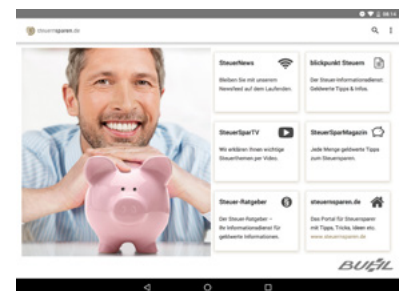 08:14
steuernsparen.de
SteuerNews
Bleiben Sie mit unserem
Newsfeed auf dem Laufenden.
blickpunkt Steuern
Der Steuer-Informationsdienst:
Geldwerte Tipps & Infos.
SteuerSparTV
Wir erklären Ihnen wichtige
Steuerthemen per Video.
SteuerSparMagazin
Jede Menge geldwerte Tipps
zum Steuersparen.
Steuer-Ratgeber
Der Steuer-Ratgeber –
Ihr Informationsdienst für
geldwerte Informationen.
steuernsparen.de
Das Portal für Steuersparer
mit Tipps, Tricks, Ideen etc.
www.steuernsparen.de
BUHL